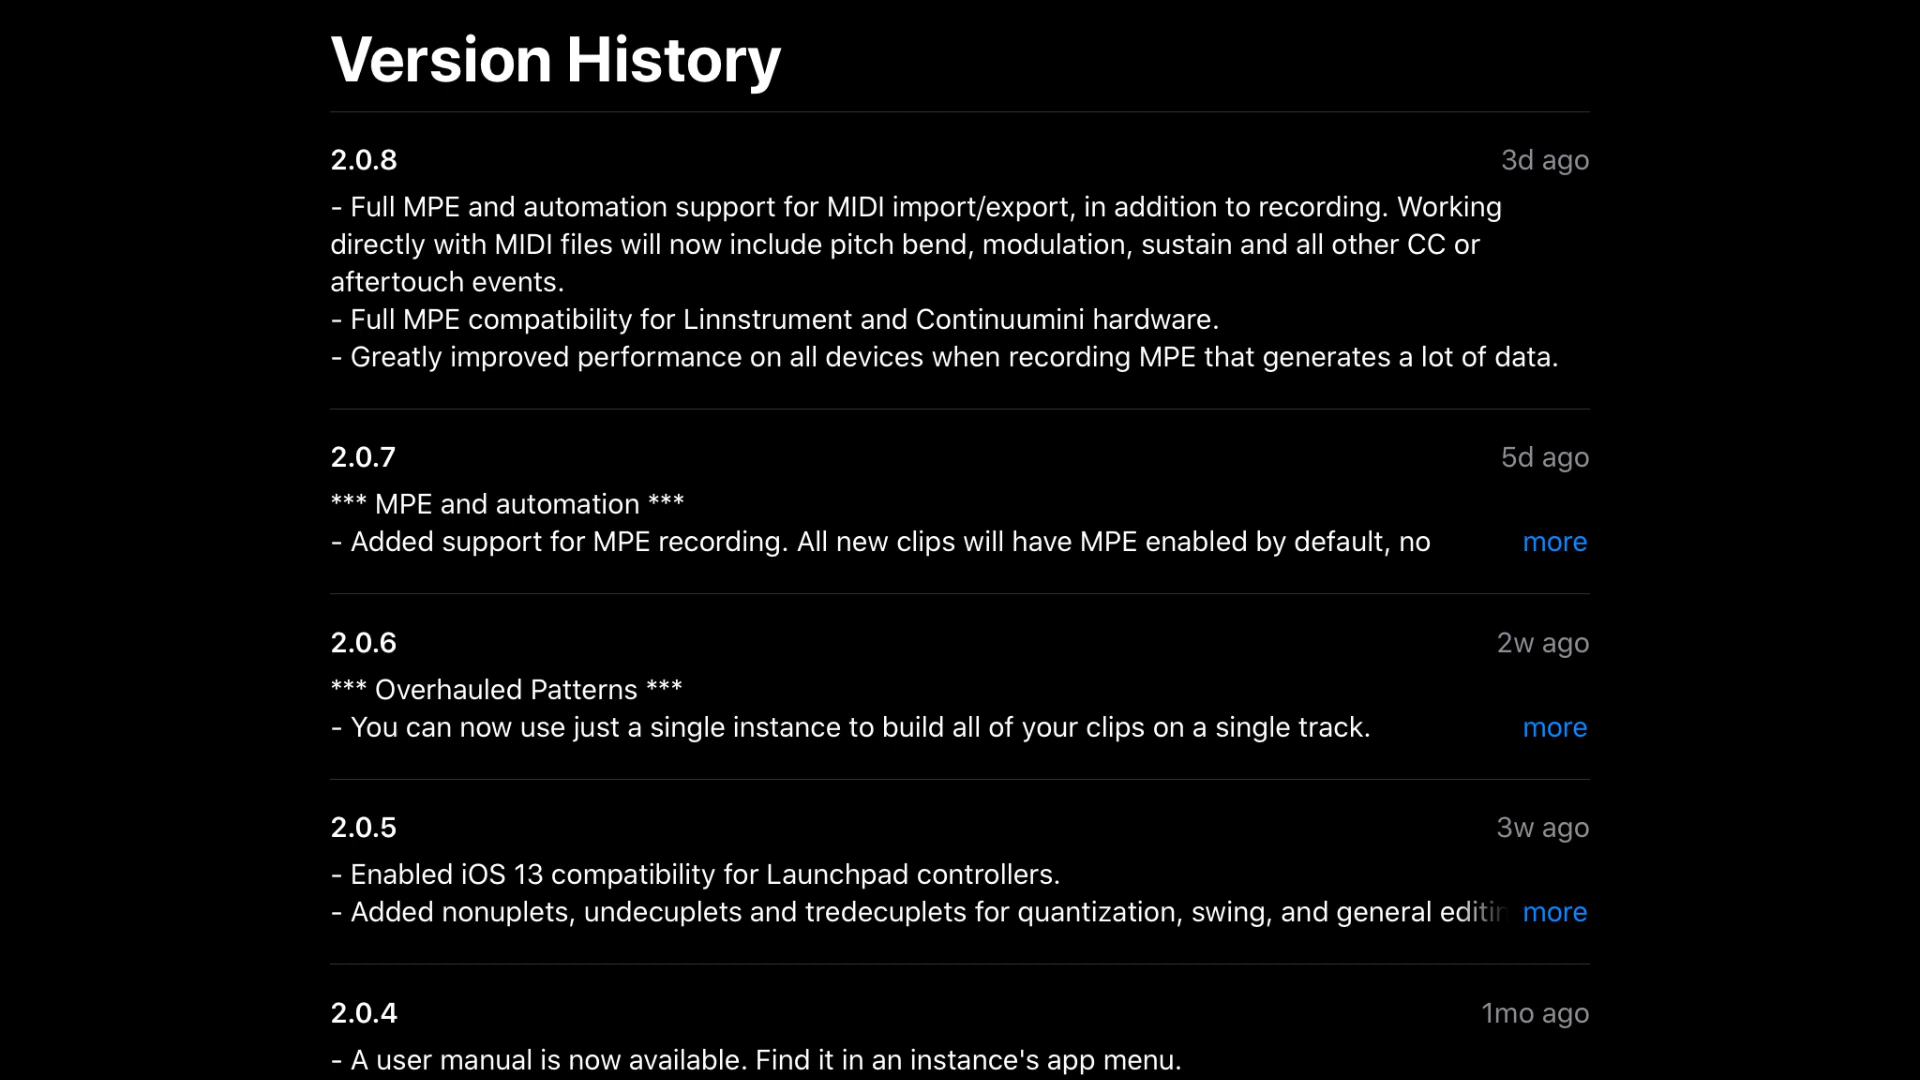 Version History
2.0.8
3d ago
- Full MPE and automation support for MIDI import/export, in addition to recording. Working
directly with MIDI files will now include pitch bend, modulation, sustain and all other CC or
aftertouch events.
- Full MPE compatibility for Linnstrument and Continuumini hardware.
- Greatly improved performance on all devices when recording MPE that generates a lot of data.
2.0.7
5d ago
*** MPE and automation ***
- Added support for MPE recording. All new clips will have MPE enabled by default, no
more
2.0.6
2w ago
*** Overhauled Patterns ***
- You can now use just a single instance to build all of your clips on a single track.
more
2.0.5
3w ago
- Enabled iOS 13 compatibility for Launchpad controllers.
- Added nonuplets, undecuplets and tredecuplets for quantization, swing, and general
more
2.0.4
1mo ago
- A user manual is now available. Find it in an instance's app menu.